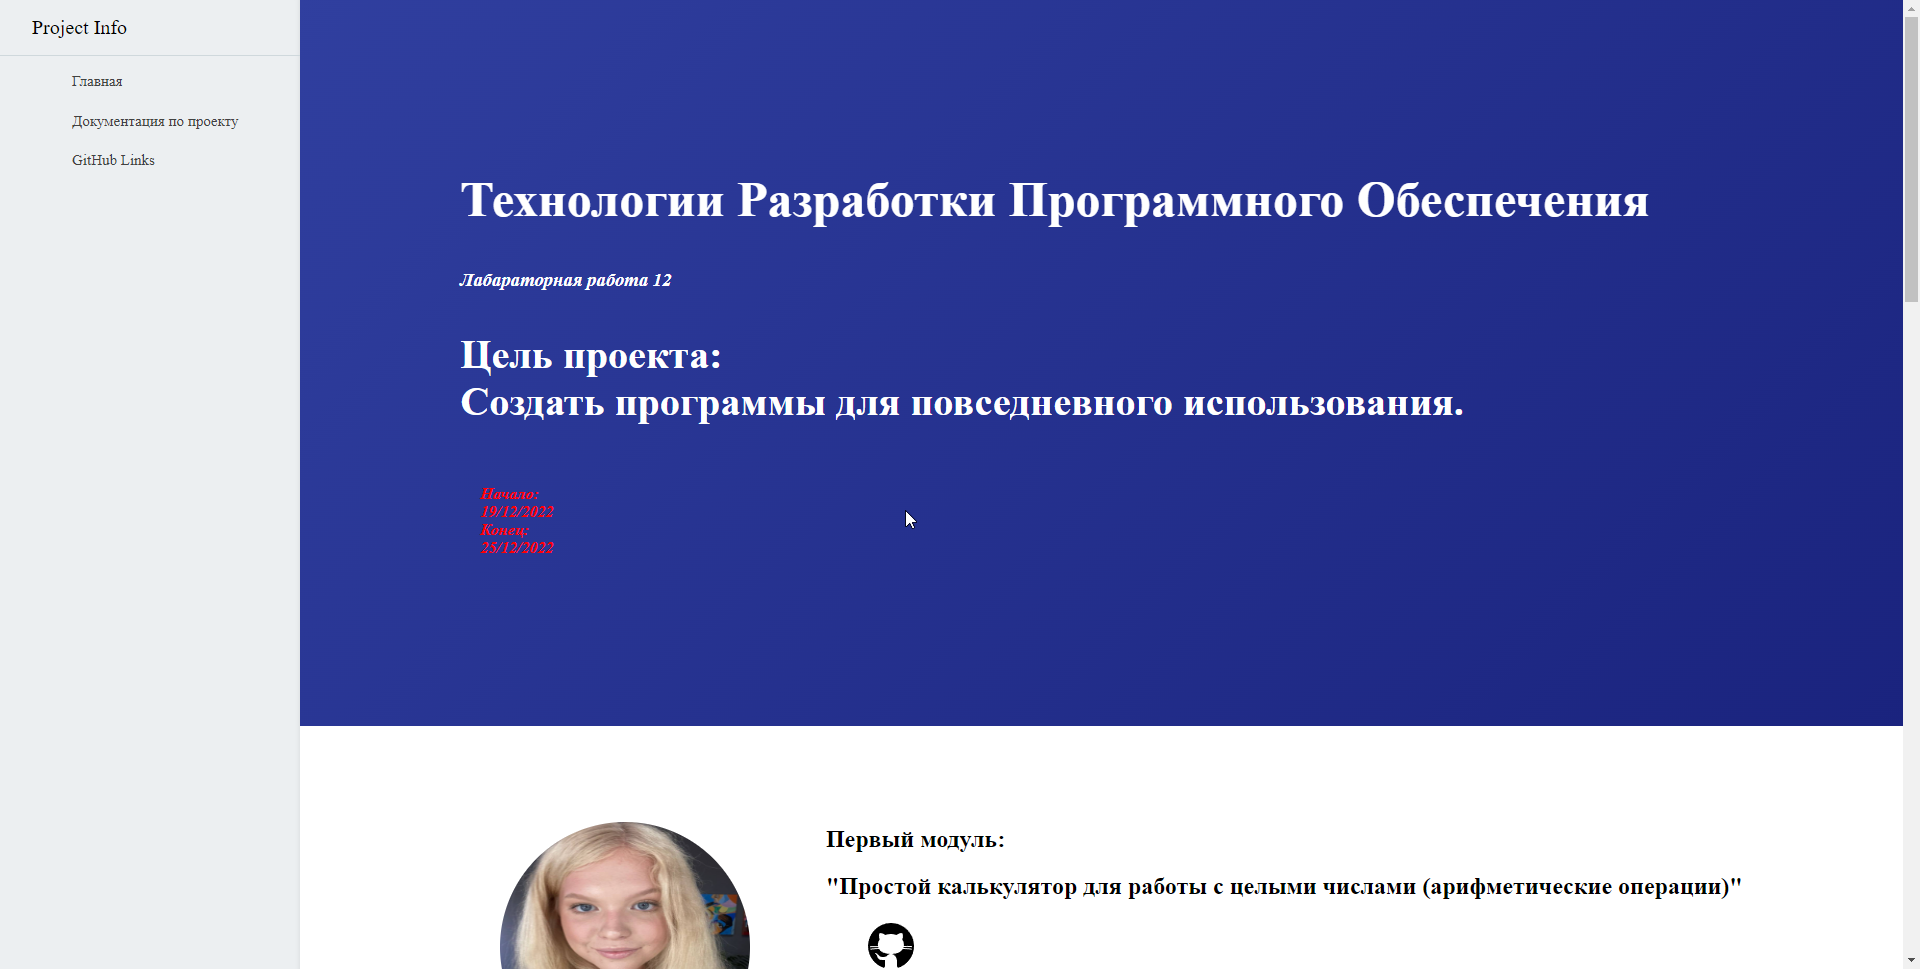 Project Info
Главная
Документация по проекту
GitHub Links
Технологии Разработки Программного Обеспечения
Лабараторная работа 12
Цель проекта:
Создать программы для повседневного использования.
Начало:
19/12/2022
Конец:
25/12/2022
Первый модуль:
"Простой калькулятор для работы с целыми числами (арифметические операции)"